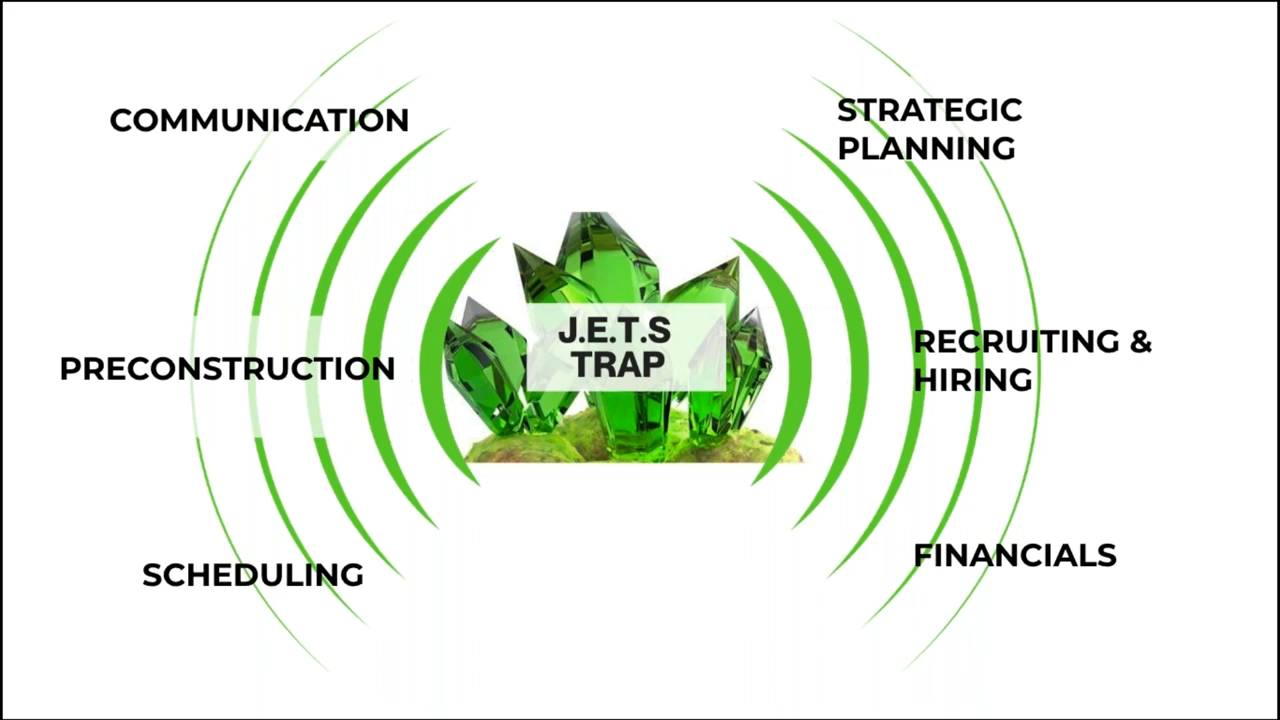 COMMUNICATION
STRATEGIC
PLANNING
J.E.T.S
TRAP
PRECONSTRUCTION
RECRUITING &
HIRING
SCHEDULING
FINANCIALS